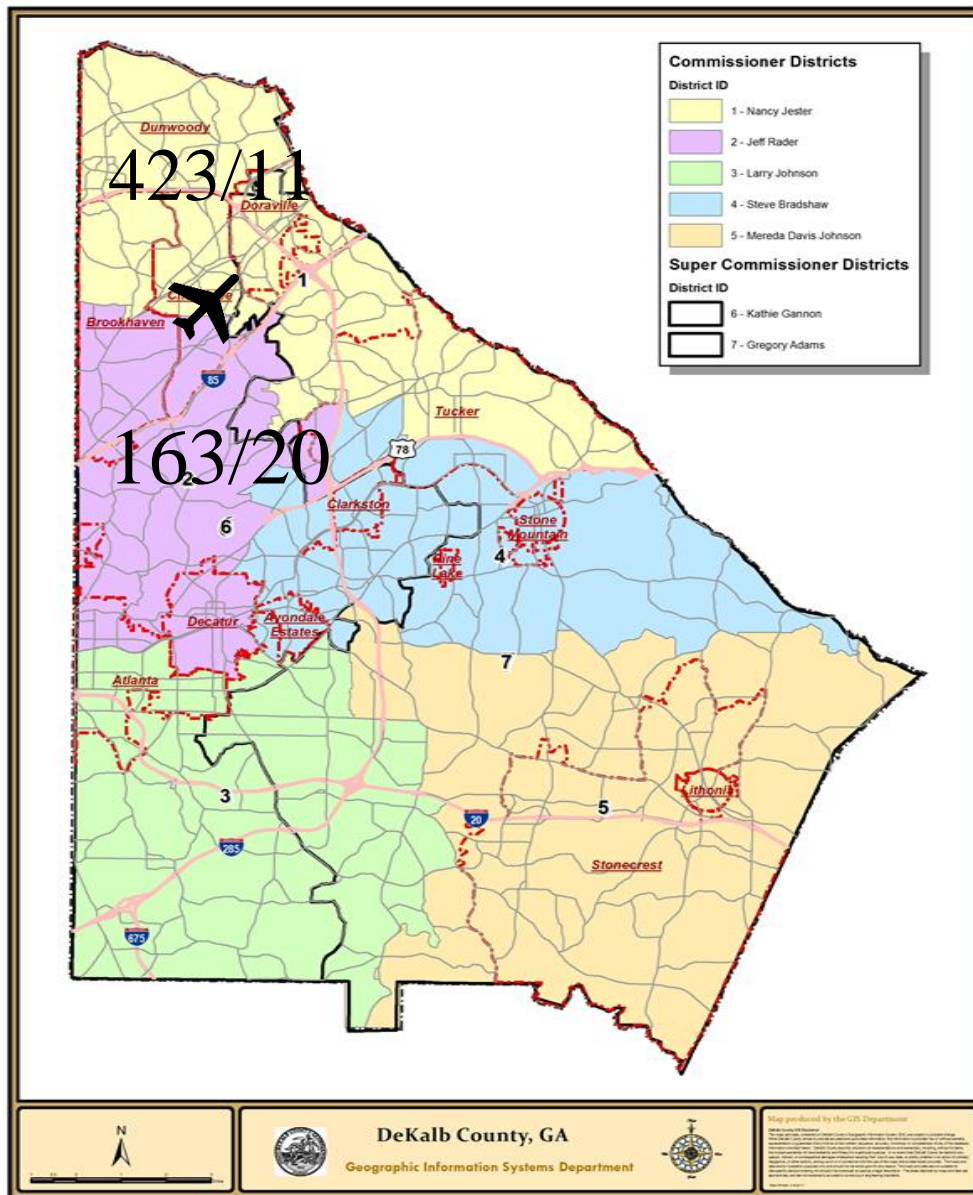 Commissioner Districts
District ID
1 - Nancy Jester
2 - Jeff Rader
3 - Larry Johnson
4 - Steve Bradshaw
5 - Mereda Davis Johnson
Super Commissioner Districts
District ID
6 - Kathie Gannon
7 - Gregory Adams
Dunwoody
423/11
Doraville
1
Brookhaven
85
Tucker
163/20
78
2
Clarkston
6
Stone
Mountain
4
Lake
Decatur
Avondale
Estates
7
Atlanta
3
5
20
285
Stonecrest
675
N
DeKalb County, GA
Geographic Information Systems Department
Map produced by the GIS Department